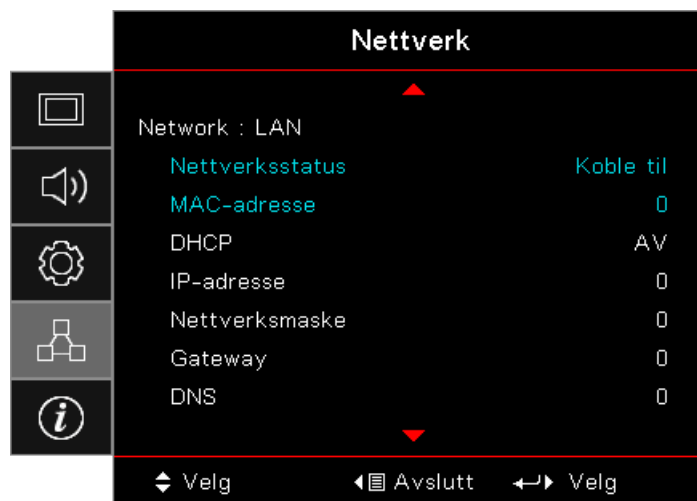 Nettverk
Network : LAN
Nettverksstatus Koble til
MAC-adresse 0
DHCP AV
IP-adresse 0
Nettverksmaske 0
Gateway 0
DNS 0
Velg Avslutt Velg